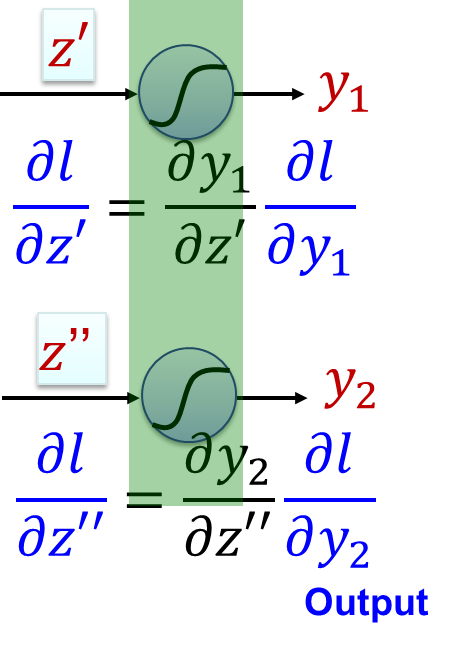 z′
y₁
∂l/∂z′ = ∂y₁/∂z′ ∂l/∂y₁
z’’
y₂
∂l/∂z′′ = ∂y₂/∂z′′ ∂l/∂y₂
Output